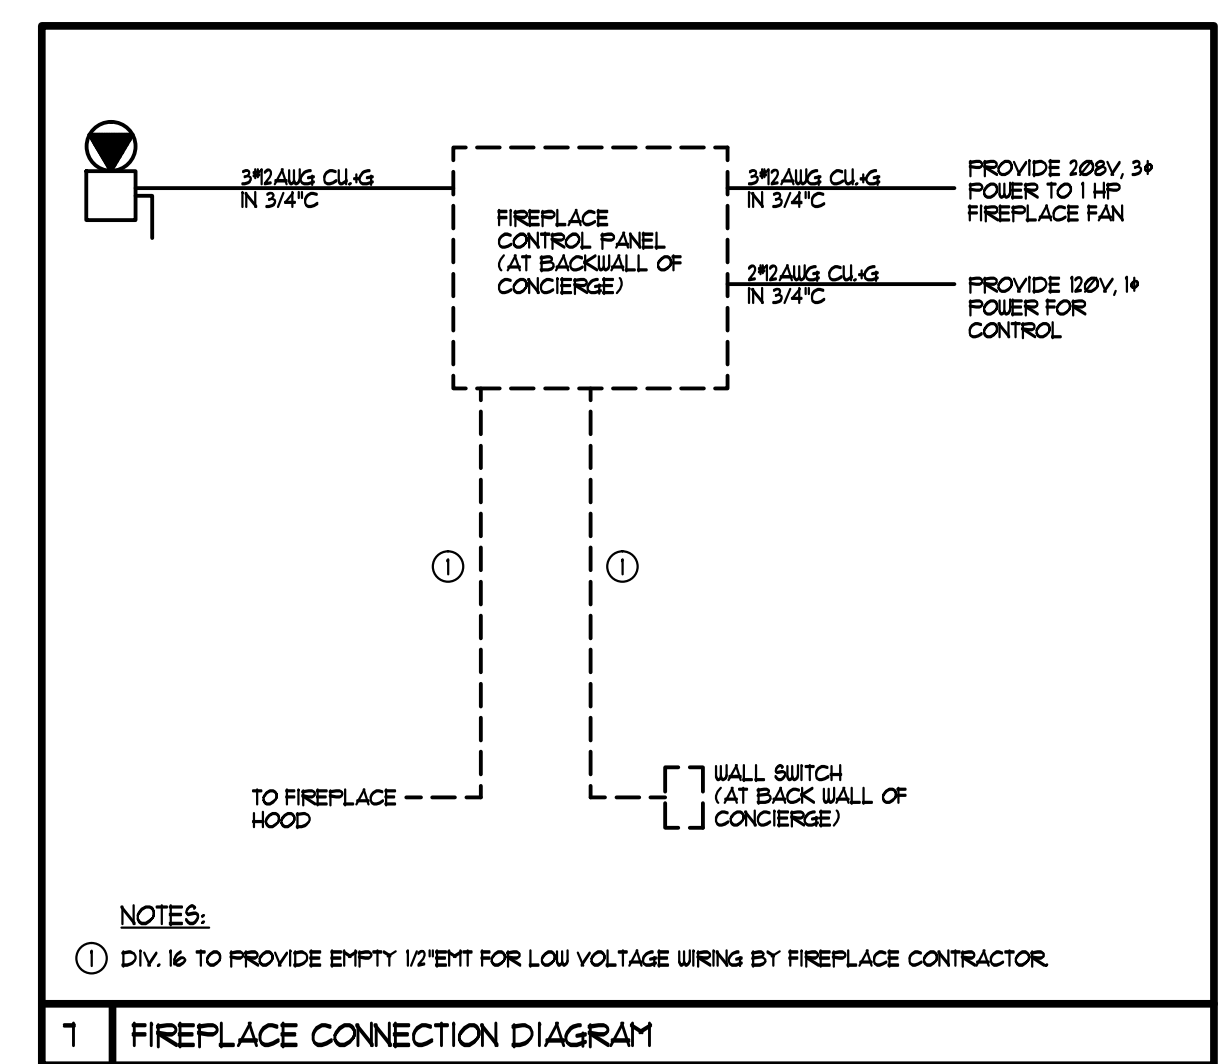 3#12AWG CU.+G
IN 3/4"C
FIREPLACE
CONTROL PANEL
(AT BACKWALL OF
CONCIERGE)
3#12AWG CU.+G
IN 3/4"C
PROVIDE 208V, 3ϕ
POWER TO 1 HP
FIREPLACE FAN
2#12AWG CU.+G
IN 3/4"C
PROVIDE 120V, 1ϕ
POWER FOR
CONTROL
1
1
TO FIREPLACE
HOOD
WALL SWITCH
(AT BACK WALL OF
CONCIERGE)
NOTES:
1 DIV. 16 TO PROVIDE EMPTY 1/2"EMT FOR LOW VOLTAGE WIRING BY FIREPLACE CONTRACTOR.
7 FIREPLACE CONNECTION DIAGRAM